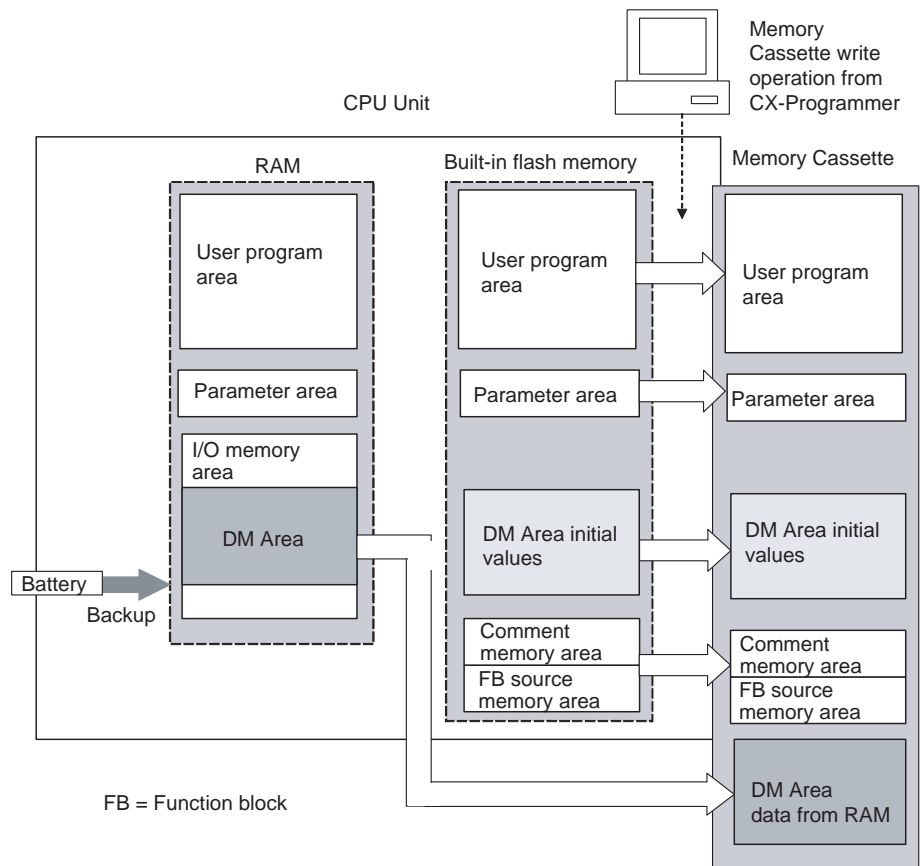 Memory
Cassette write
operation from
CX-Programmer
CPU Unit
RAM
Built-in flash memory
Memory Cassette
User program
area
User program
area
User program
area
Parameter area
Parameter area
Parameter area
I/O memory
area
DM Area
DM Area initial
values
DM Area initial
values
Battery
Backup
Comment
memory area
FB source
memory area
Comment
memory area
FB source
memory area
DM Area
data from RAM
FB = Function block